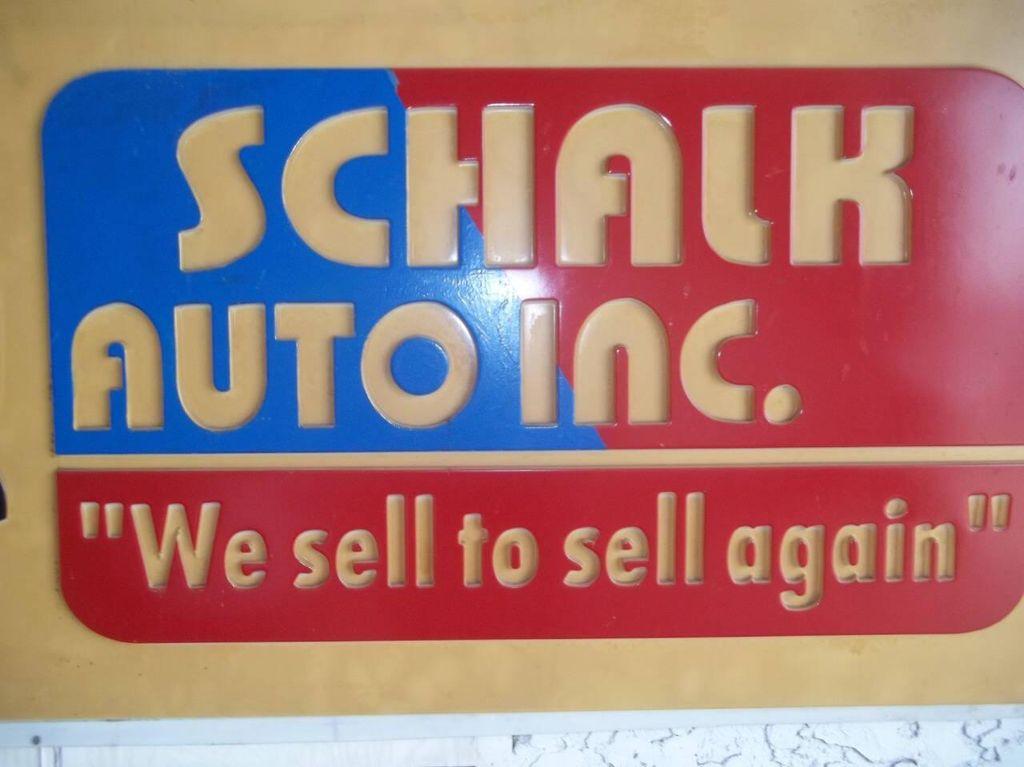 SCHALK
AUTO INC.
"We sell to sell again"